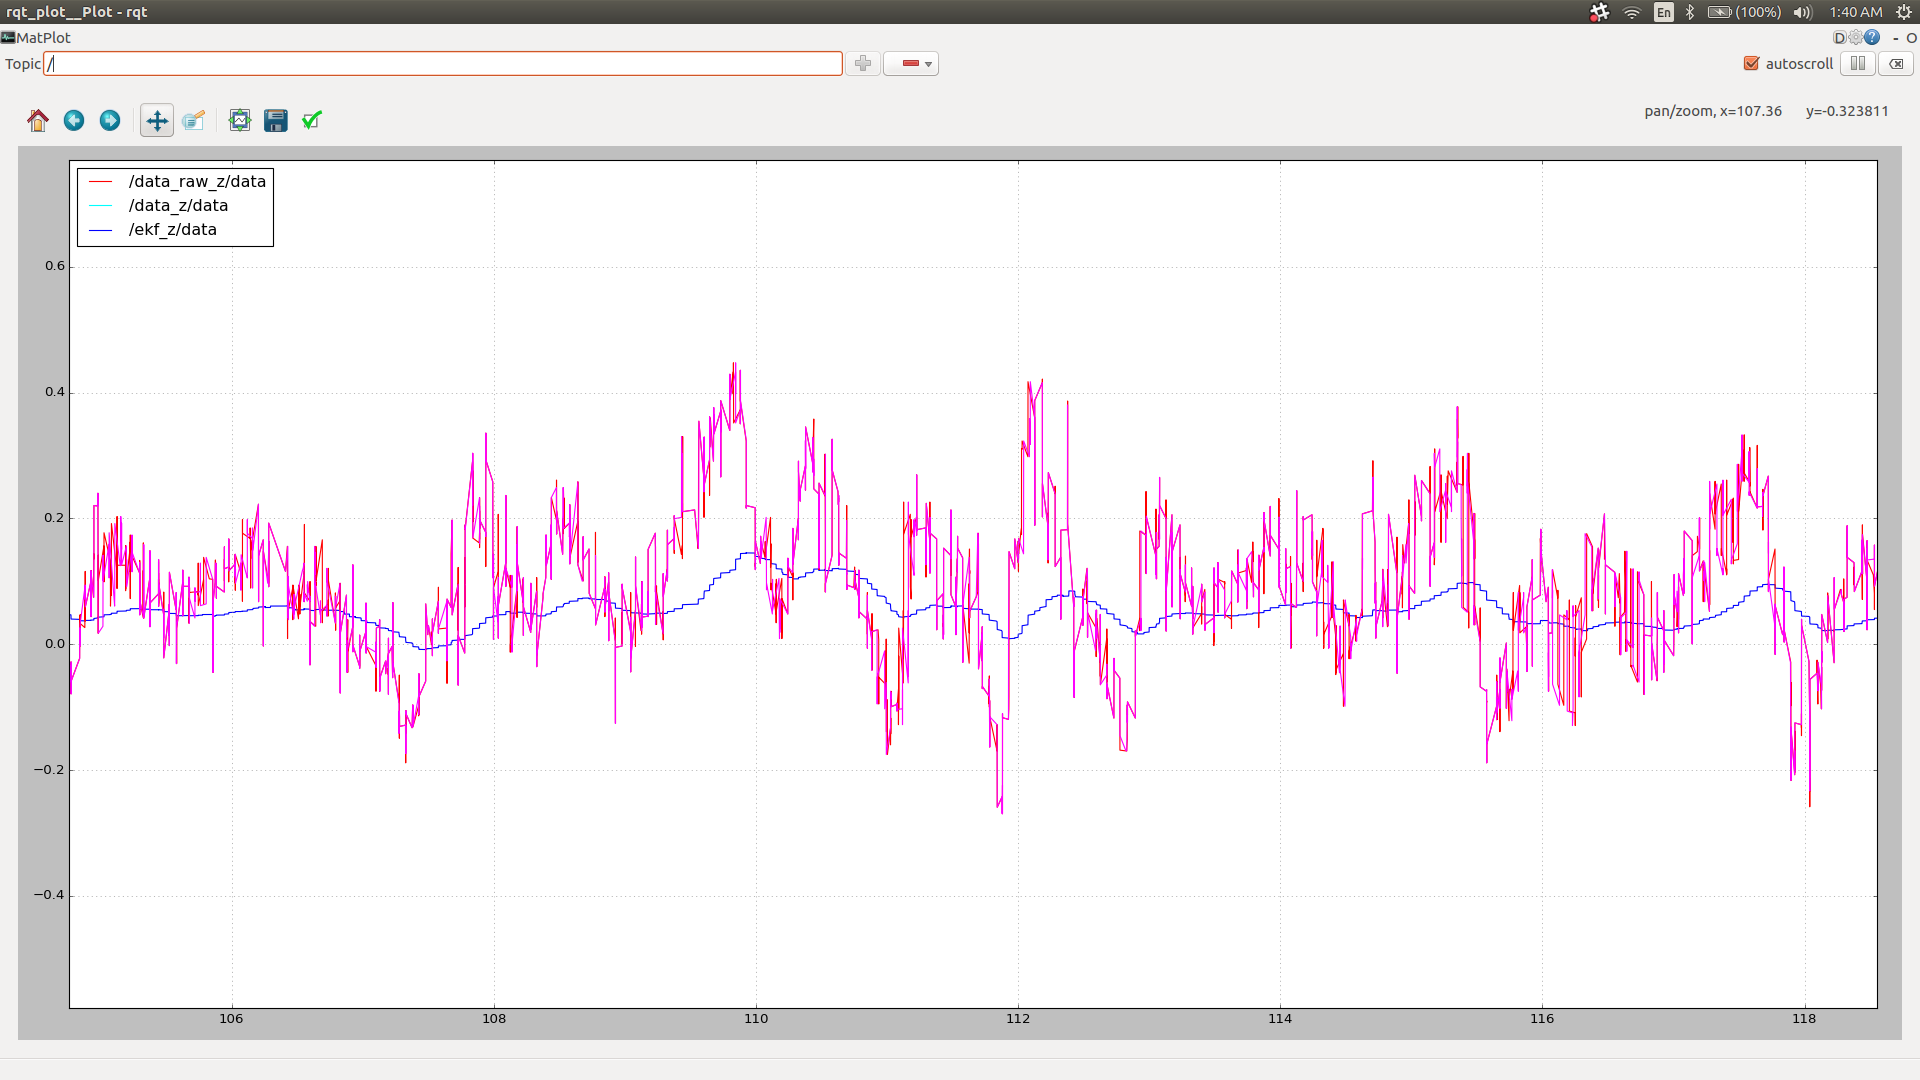 rqt_plot__Plot - rqt
En
(100%)
1:40 AM
MatPlot
D
- O
Topic
/
autoscroll
pan/zoom, x=107.36 y=-0.323811
/data_raw_z/data
/data_z/data
/ekf_z/data
0.6
0.4
0.2
0.0
−0.2
−0.4
106 108 110 112 114 116 118